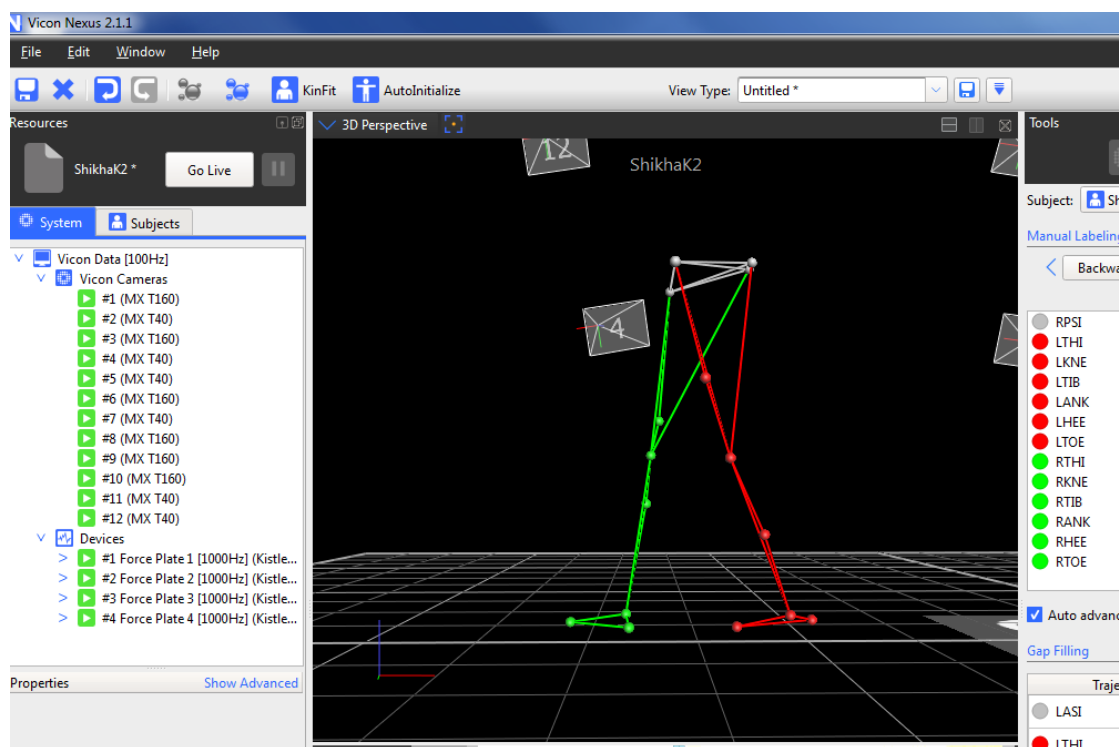 Vicon Nexus 2.1.1
File Edit Window Help
KinFit AutoInitialize View Type: Untitled *
Resources
3D Perspective
Tools
ShikhaK2 *
Go Live
12
ShikhaK2
Subject:
System Subjects
Manual Labeling
Vicon Data [100Hz]
Vicon Cameras
#1 (MX T160)
#2 (MX T40)
#3 (MX T160)
#4 (MX T40)
#5 (MX T40)
#6 (MX T160)
#7 (MX T40)
#8 (MX T160)
#9 (MX T160)
#10 (MX T160)
#11 (MX T40)
#12 (MX T40)
Devices
#1 Force Plate 1 [1000Hz] (Kistle...
#2 Force Plate 2 [1000Hz] (Kistle...
#3 Force Plate 3 [1000Hz] (Kistle...
#4 Force Plate 4 [1000Hz] (Kistle...
4
Backwa
RPSI
LTHI
LKNE
LTIB
LANK
LHEE
LTOE
RTHI
RKNE
RTIB
RANK
RHEE
RTOE
Auto advanc
Gap Filling
Properties Show Advanced
Traje
LASI
LTHI